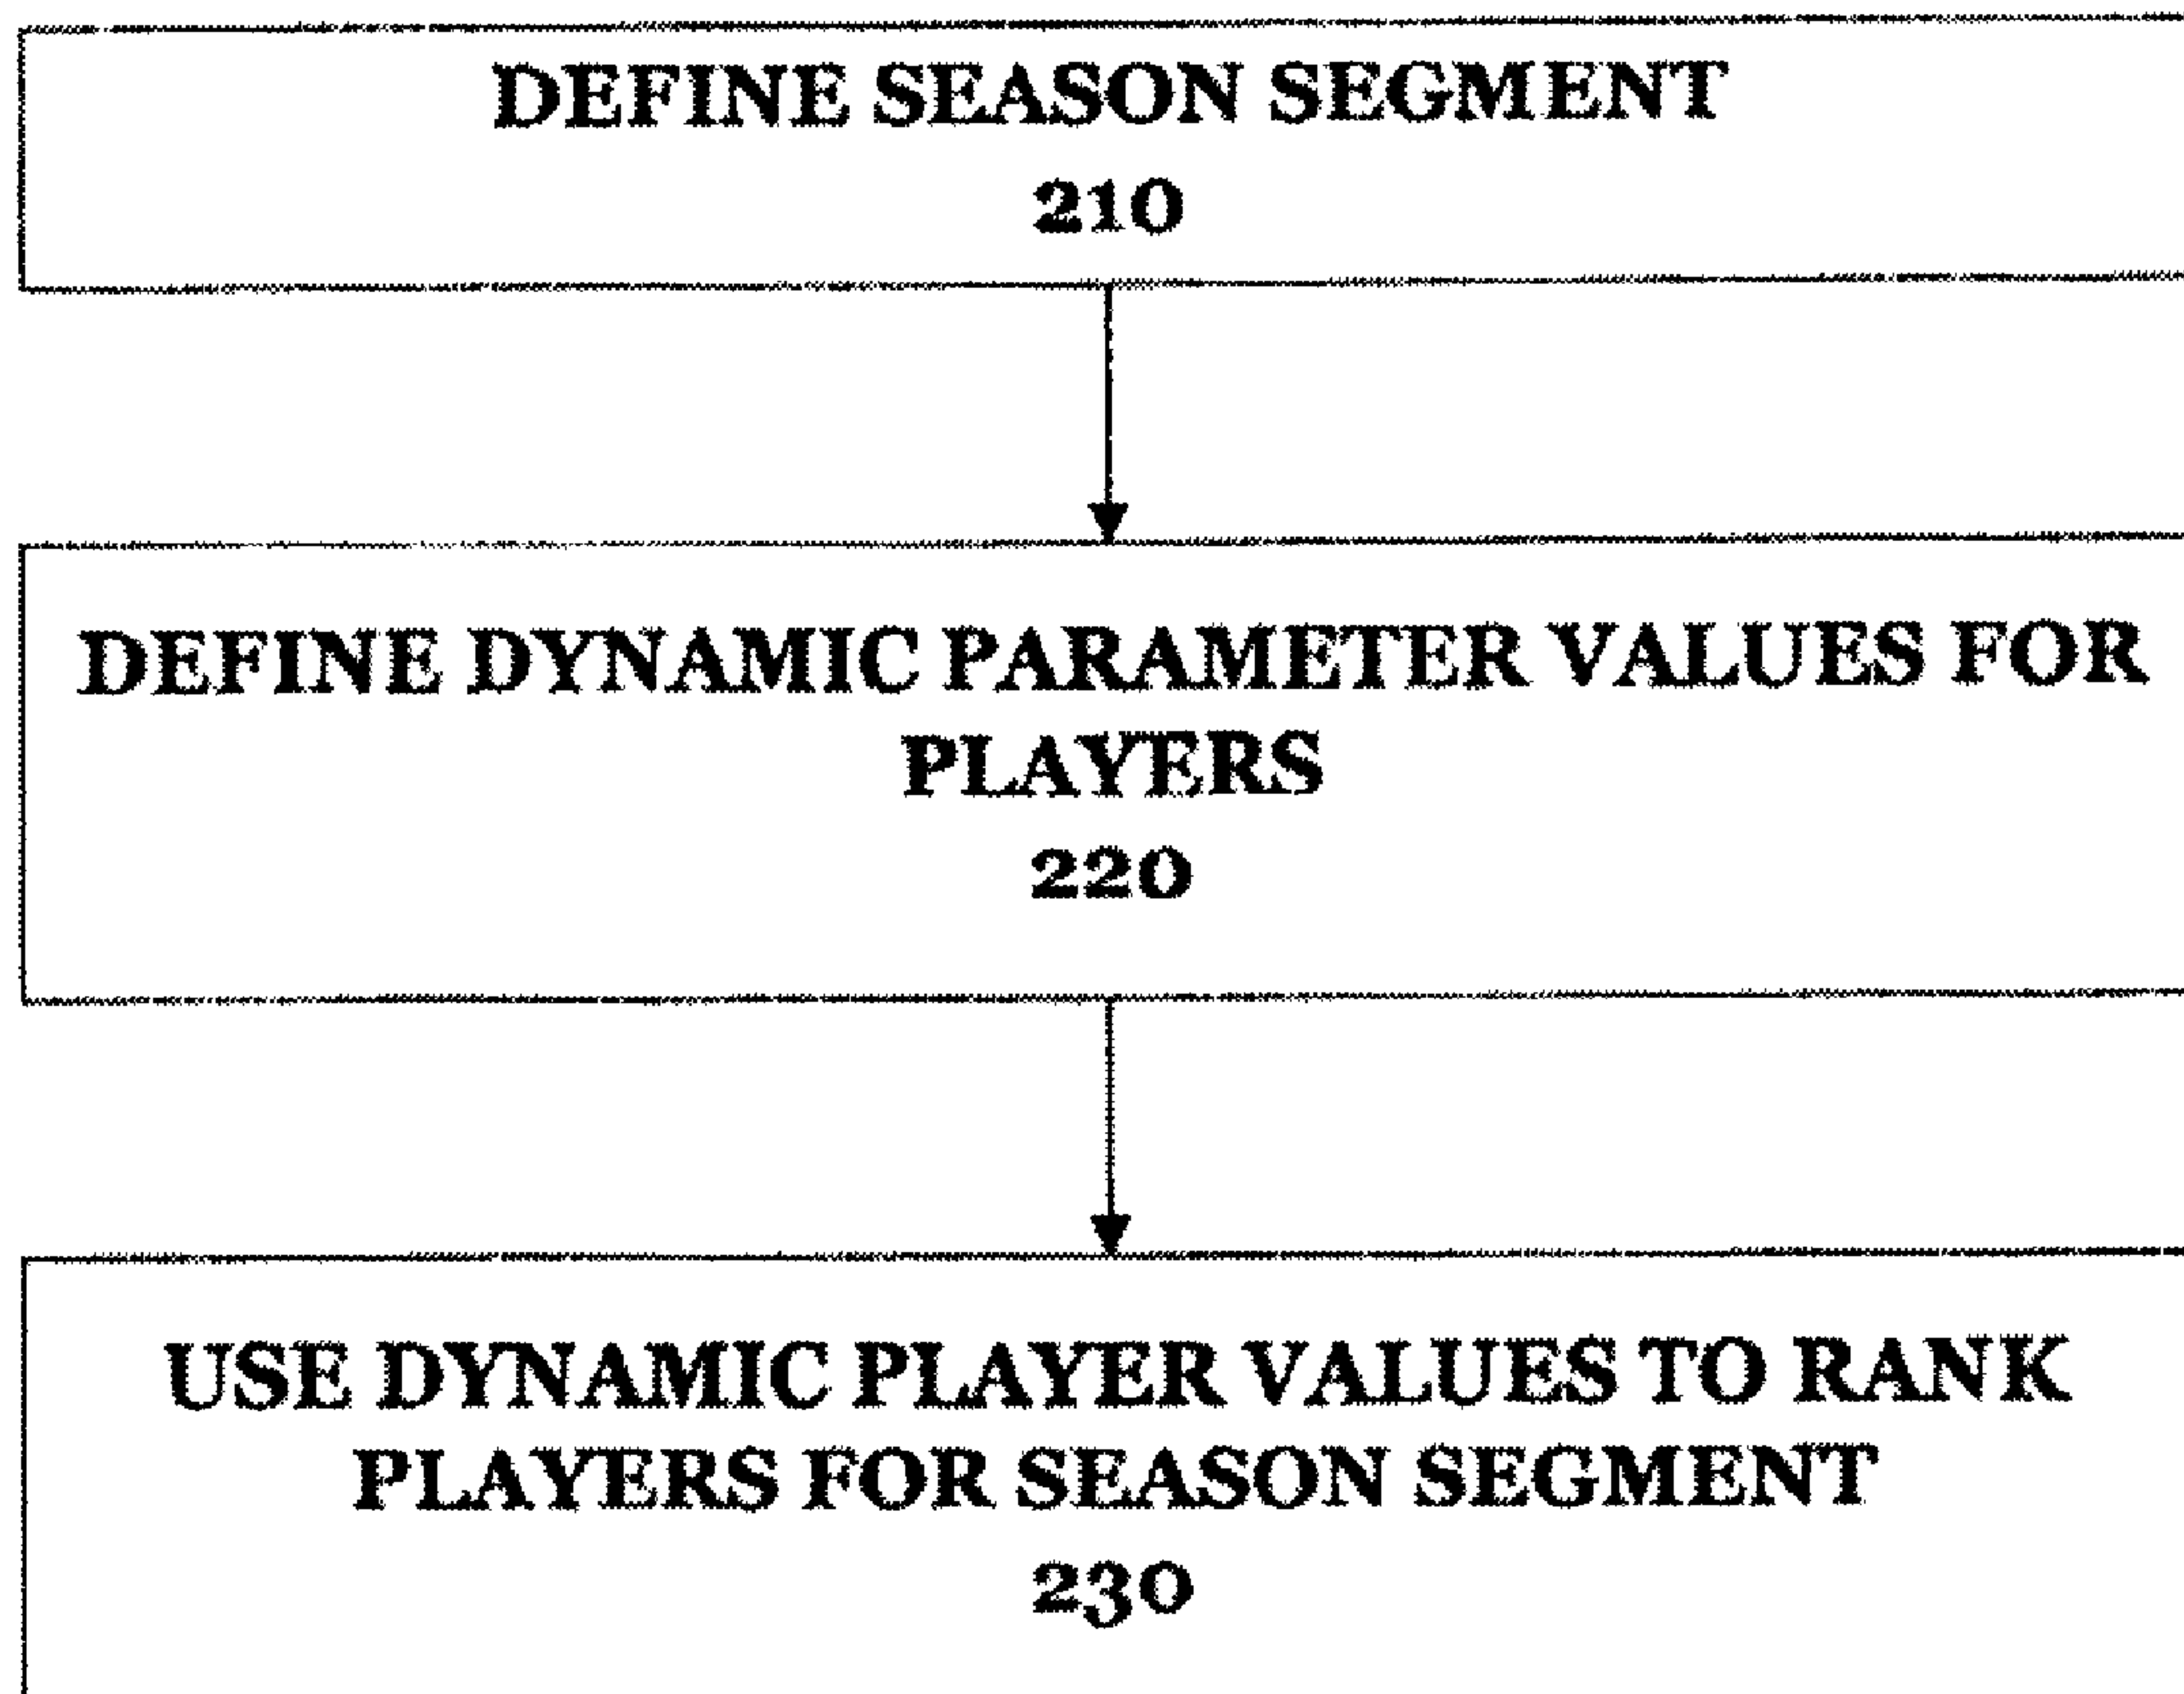 DEFINE SEASON SEGMENT
210
DEFINE DYNAMIC PARAMETER VALUES FOR
PLAYERS
220
USE DYNAMIC PLAYER VALUES TO RANK
PLAYERS FOR SEASON SEGMENT
230